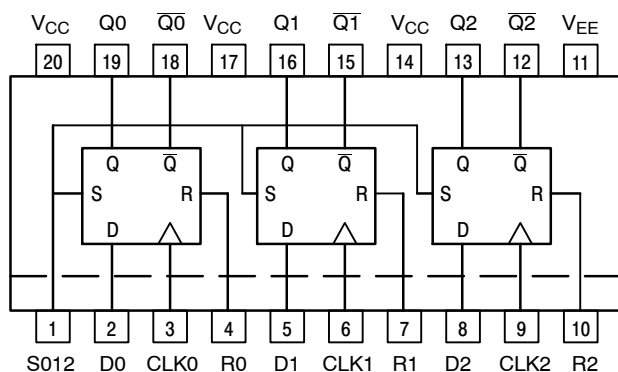 VCC Q0 Q0 VCC Q1 Q1 VCC Q2 Q2 VEE
20 19 18 17 16 15 14 13 12 11
Q Q Q Q Q Q
S R S R S R
D D D
1 2 3 4 5 6 7 8 9 10
S012 D0 CLK0 R0 D1 CLK1 R1 D2 CLK2 R2